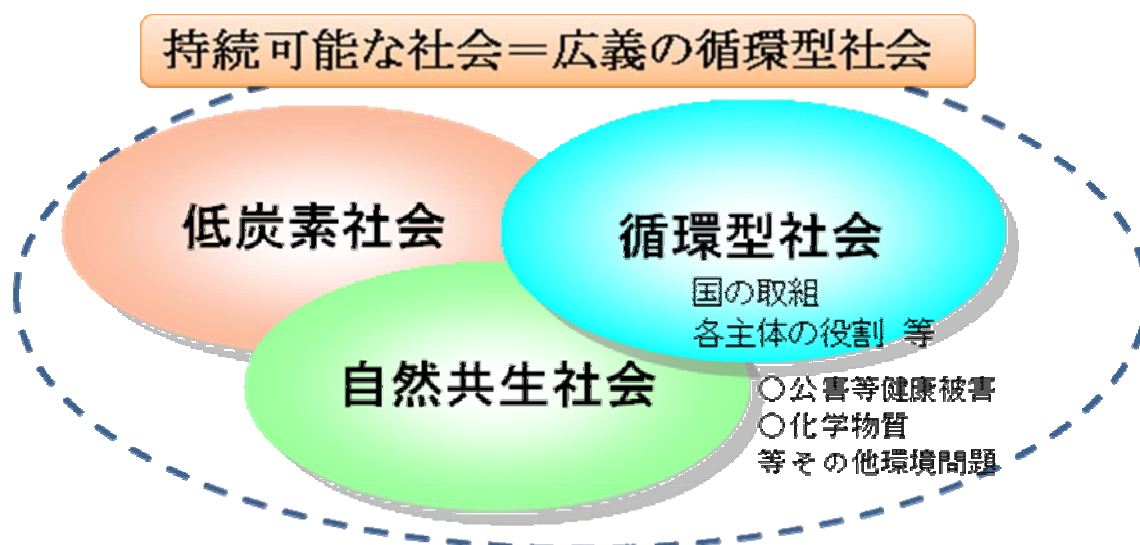 持続可能な社会＝広義の循環型社会
低炭素社会
循環型社会
国の取組
各主体の役割 等
自然共生社会
〇公害等健康被害
〇化学物質
等その他環境問題